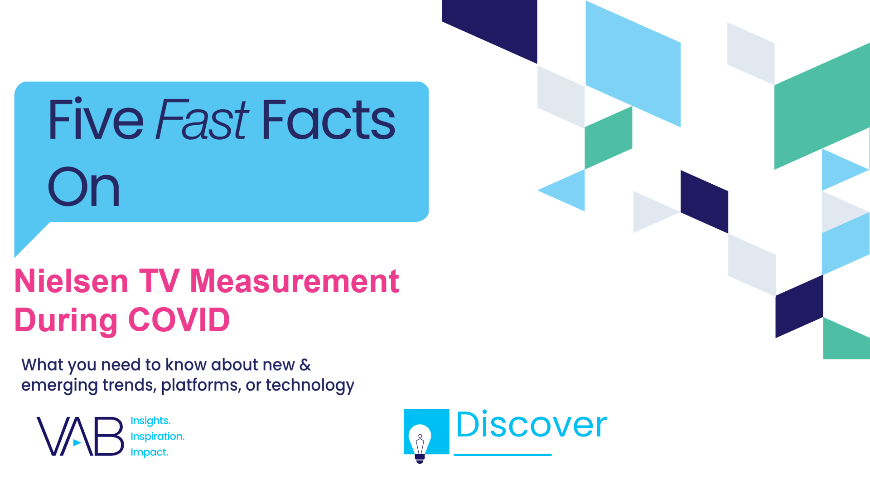 Five Fast Facts
On
Nielsen TV Measurement
During COVID
What you need to know about new &
emerging trends, platforms, or technology
VAB
Insights.
Inspiration.
Impact.
Discover